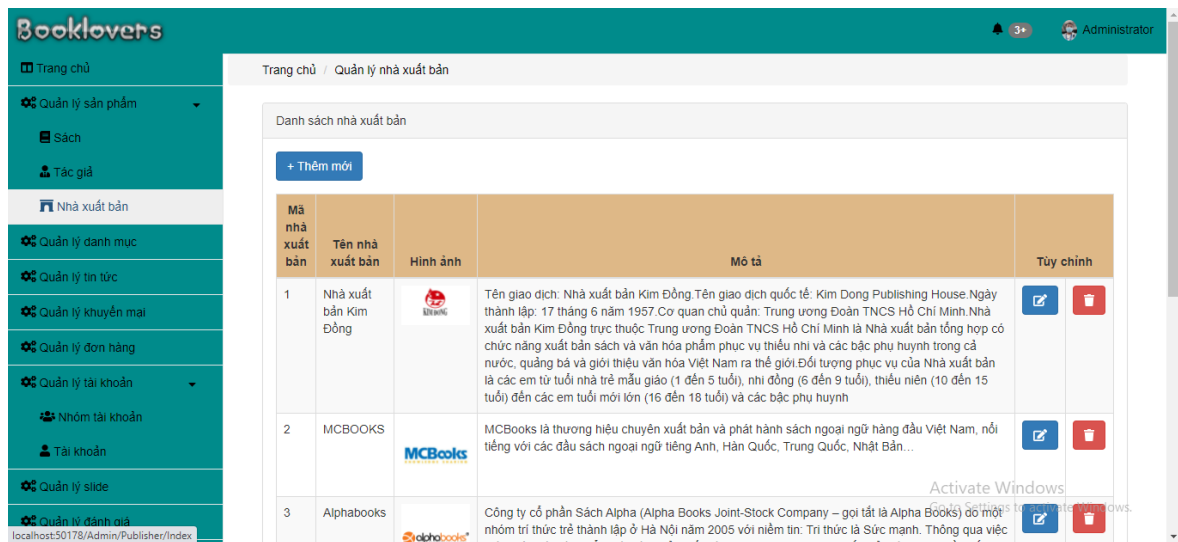 Booklovers
3+
Administrator
Trang chủ
Quản lý sản phẩm
Sách
Tác giả
Nhà xuất bản
Quản lý danh mục
Quản lý tin tức
Quản lý khuyến mại
Quản lý đơn hàng
Quản lý tài khoản
Nhóm tài khoản
Tài khoản
Quản lý slide
Quản lý đánh giá
localhost:50178/Admin/Publisher/Index
Trang chủ / Quản lý nhà xuất bản
Danh sách nhà xuất bản
+ Thêm mới
Mã nhà xuất bản
Tên nhà xuất bản
Hình ảnh
Mô tả
Tùy chỉnh
1
Nhà xuất
bản Kim
Đồng
KIM ĐỒNG
Tên giao dịch: Nhà xuất bản Kim Đồng.Tên giao dịch quốc tế: Kim Dong Publishing House.Ngày
thành lập: 17 tháng 6 năm 1957.Cơ quan chủ quản: Trung ương Đoàn TNCS Hồ Chí Minh.Nhà
xuất bản Kim Đồng trực thuộc Trung ương Đoàn TNCS Hồ Chí Minh là Nhà xuất bản tổng hợp có
chức năng xuất bản sách và văn hóa phẩm phục vụ thiếu nhi và các bậc phụ huynh trong cả
nước, quảng bá và giới thiệu văn hóa Việt Nam ra thế giới.Đối tượng phục vụ của Nhà xuất bản
là các em từ tuổi nhà trẻ mẫu giáo (1 đến 5 tuổi), nhi đồng (6 đến 9 tuổi), thiếu niên (10 đến 15
tuổi) đến các em tuổi mới lớn (16 đến 18 tuổi) và các bậc phụ huynh
2
MCBOOKS
MCBooks
MCBooks là thương hiệu chuyên xuất bản và phát hành sách ngoại ngữ hàng đầu Việt Nam, nổi
tiếng với các đầu sách ngoại ngữ tiếng Anh, Hàn Quốc, Trung Quốc, Nhật Bản…
3
Alphabooks
alphabooks
Công ty cổ phần Sách Alpha (Alpha Books Joint-Stock Company – gọi tắt là Alpha Books) do một
nhóm trí thức trẻ thành lập ở Hà Nội năm 2005 với niềm tin: Tri thức là Sức mạnh. Thông qua việc
Activate Windows
Go to Settings to activate Windows.